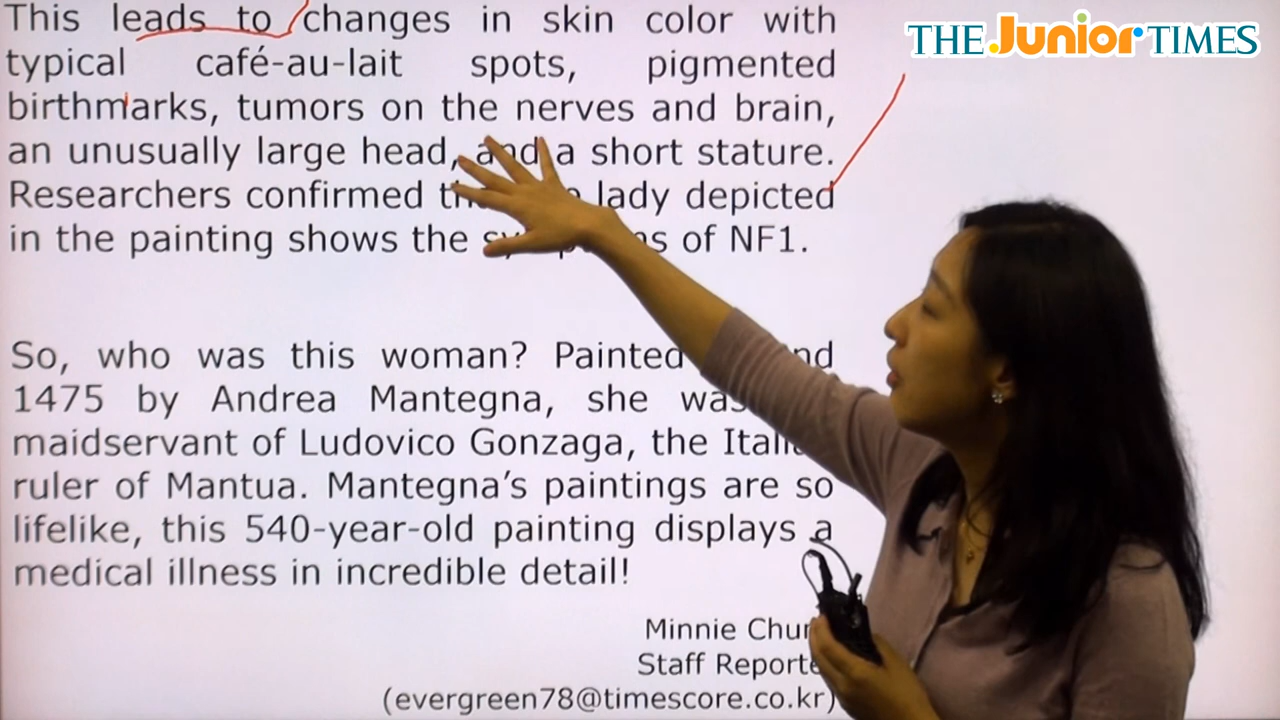 THE Junior TIMES
This leads to changes in skin color with
typical café-au-lait spots, pigmented
birthmarks, tumors on the nerves and brain,
an unusually large head, and a short stature.
Researchers confirmed lady depicted
in the painting shows the of NF1.
So, who was this woman? Painted
1475 by Andrea Mantegna, she was
maidservant of Ludovico Gonzaga, the
ruler of Mantua. Mantegna's paintings are so
lifelike, this 540-year-old painting displays a
medical illness in incredible detail!
Minnie
Staff
(evergreen78@timescore.co.kr)